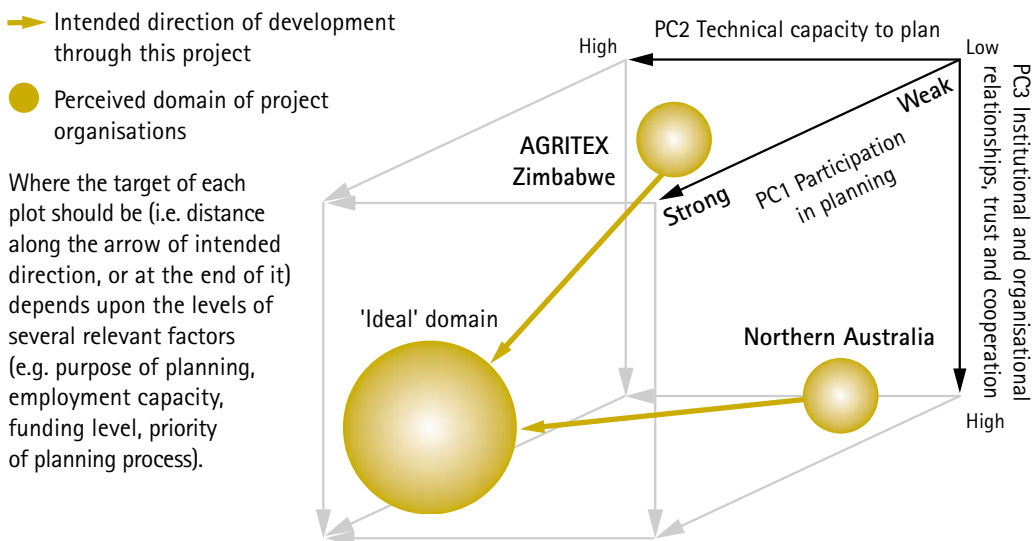 Intended direction of development
through this project
Perceived domain of project
organisations
Where the target of each
plot should be (i.e. distance
along the arrow of intended
direction, or at the end of it)
depends upon the levels of
several relevant factors
(e.g. purpose of planning,
employment capacity,
funding level, priority
of planning process).
PC2 Technical capacity to plan
High
Low
Weak
Strong
PC1 Participation
in planning
PC3 Institutional and organisational
relationships, trust and cooperation
High
AGRITEX
Zimbabwe
'Ideal' domain
Northern Australia